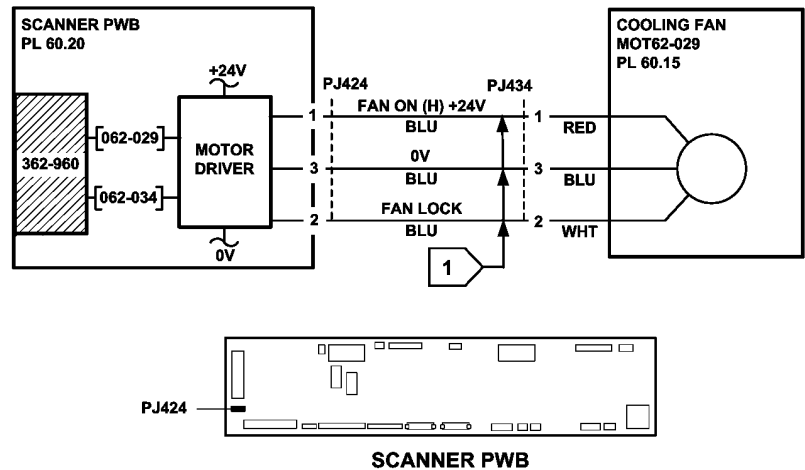 SCANNER PWB
PL 60.20
COOLING FAN
MOT62-029
PL 60.15
+24V
PJ424
PJ434
1
FAN ON (H) +24V
BLU
1
RED
[062-029]
MOTOR
DRIVER
362-960
3
0V
BLU
3
BLU
[062-034]
2
FAN LOCK
BLU
2
WHT
0V
1
PJ424
SCANNER PWB